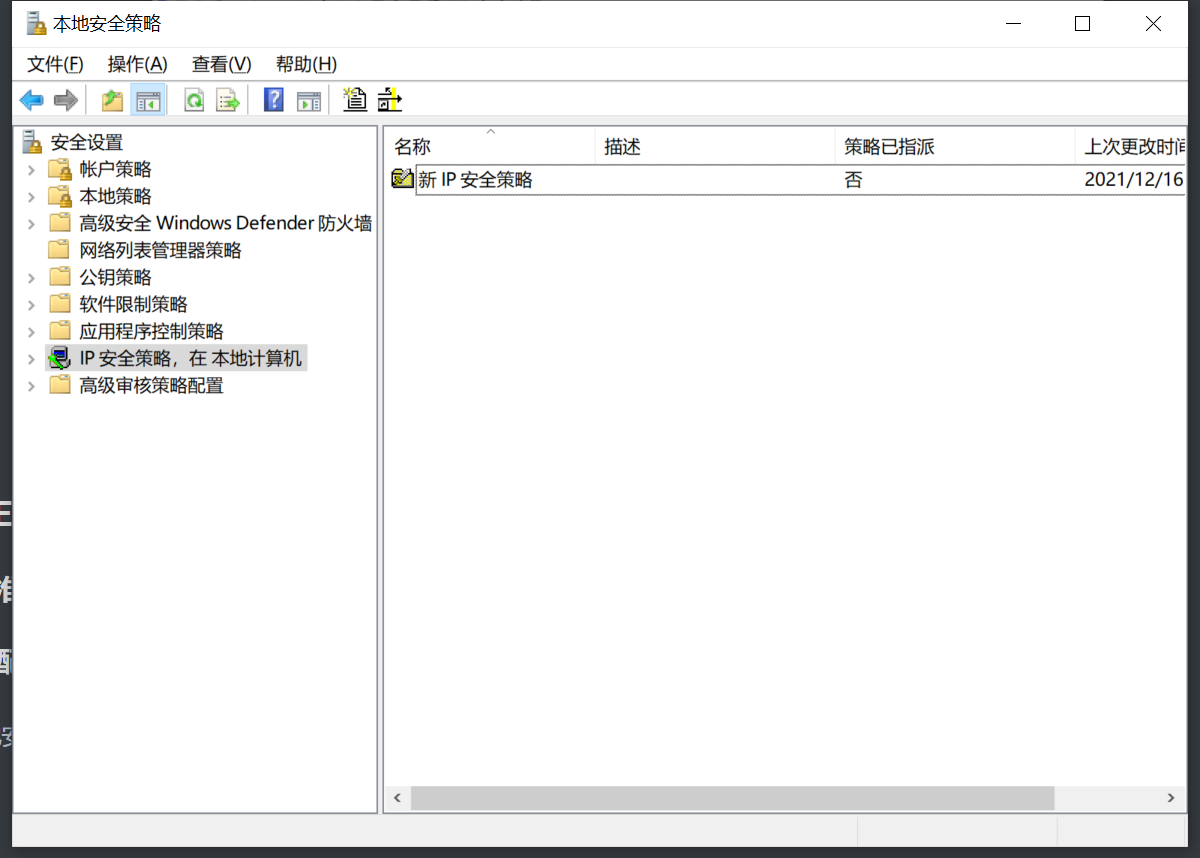 本地安全策略
文件(F) 操作(A) 查看(V) 帮助(H)
安全设置
帐户策略
本地策略
高级安全 Windows Defender 防火墙
网络列表管理器策略
公钥策略
软件限制策略
应用程序控制策略
IP 安全策略，在 本地计算机
高级审核策略配置
名称 描述 策略已指派 上次更改时间
新 IP 安全策略 否 2021/12/16